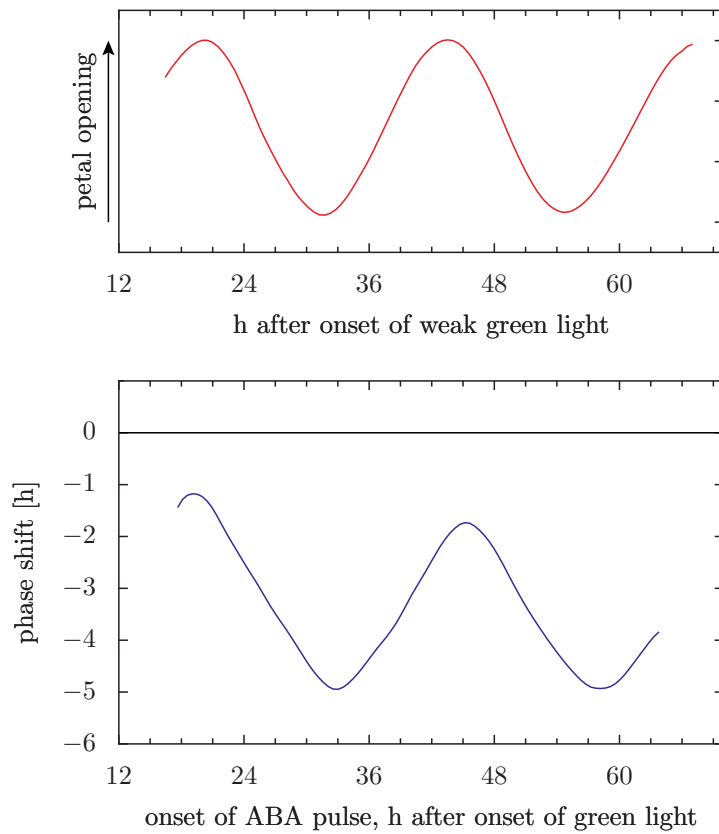 petal opening
12 24 36 48 60
h after onset of weak green light
phase shift [h]
0
−1
−2
−3
−4
−5
−6
12 24 36 48 60
onset of ABA pulse, h after onset of green light